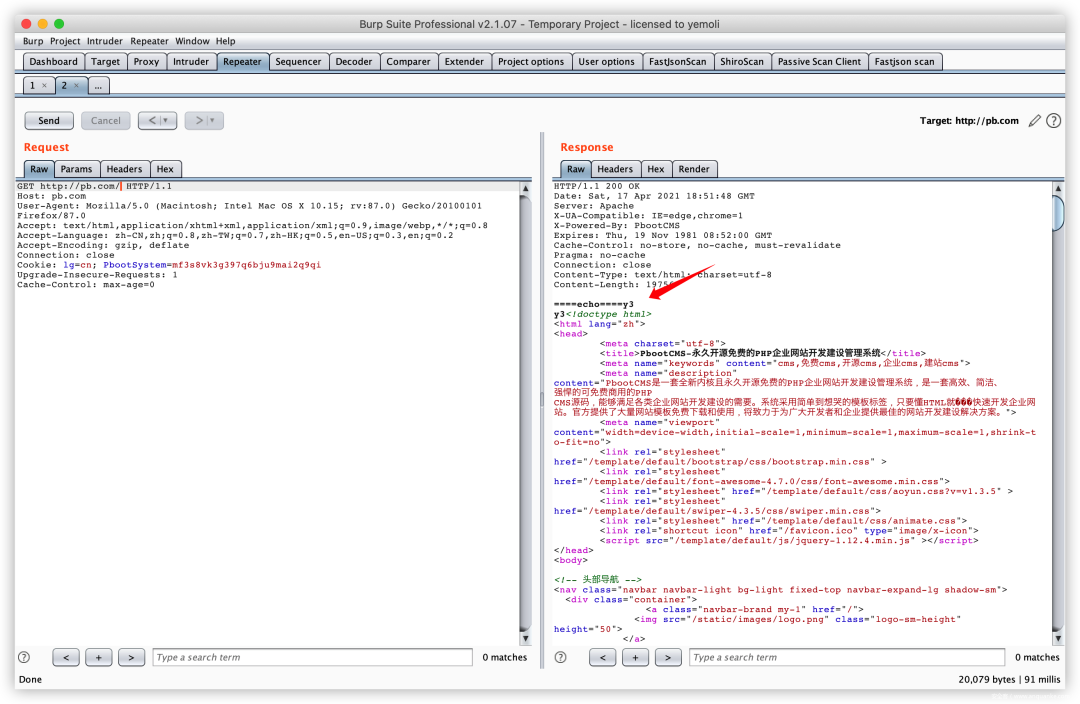 Burp Suite Professional v2.1.07 - Temporary Project - licensed to yemoli
Burp Project Intruder Repeater Window Help
Dashboard Target Proxy Intruder Repeater Sequencer Decoder Comparer Extender Project options User options FastJsonScan ShiroScan Passive Scan Client Fastjson scan
1 × 2 × ...
Send Cancel < | ▾ > | ▾ Target: http://pb.com ?
Request
Raw Params Headers Hex
GET http://pb.com/ HTTP/1.1
Host: pb.com
User-Agent: Mozilla/5.0 (Macintosh; Intel Mac OS X 10.15; rv:87.0) Gecko/20100101
Firefox/87.0
Accept: text/html,application/xhtml+xml,application/xml;q=0.9,image/webp,*/*;q=0.8
Accept-Language: zh-CN,zh;q=0.8,zh-TW;q=0.7,zh-HK;q=0.5,en-US;q=0.3,en;q=0.2
Accept-Encoding: gzip, deflate
Connection: close
Cookie: lg=cn; PbootSystem=mf3s8vk3g397q6bju9mai2q9qi
Upgrade-Insecure-Requests: 1
Cache-Control: max-age=0
? < + > Type a search term 0 matches
Response
Raw Headers Hex Render
HTTP/1.1 200 OK
Date: Sat, 17 Apr 2021 18:51:48 GMT
Server: Apache
X-UA-Compatible: IE=edge,chrome=1
X-Powered-By: PbootCMS
Expires: Thu, 19 Nov 1981 08:52:00 GMT
Cache-Control: no-store, no-cache, must-revalidate
Pragma: no-cache
Connection: close
Content-Type: text/html; charset=utf-8
Content-Length: 19756
====echo====y3
y3<!doctype html>
<html lang="zh">
<head>
<meta charset="utf-8">
<title>PbootCMS-永久开源免费的PHP企业网站开发建设管理系统</title>
<meta name="keywords" content="cms,免费cms,开源cms,企业cms,建站cms">
<meta name="description"
content="PbootCMS是一套全新内核且永久开源免费的PHP企业网站开发建设管理系统，是一套高效、简洁、
强悍的可免费商用的PHP
CMS源码，能够满足各类企业网站开发建设的需要。系统采用简单到想哭的模板标签，只要懂HTML就���快速开发企业网
站。官方提供了大量网站模板免费下载和使用，将致力于为广大开发者和企业提供最佳的网站开发建设解决方案。">
<meta name="viewport"
content="width=device-width,initial-scale=1,minimum-scale=1,maximum-scale=1,shrink-t
o-fit=no">
<link rel="stylesheet"
href="/template/default/bootstrap/css/bootstrap.min.css" >
<link rel="stylesheet"
href="/template/default/font-awesome-4.7.0/css/font-awesome.min.css">
<link rel="stylesheet" href="/template/default/css/aoyun.css?v=v1.3.5" >
<link rel="stylesheet"
href="/template/default/swiper-4.3.5/css/swiper.min.css">
<link rel="stylesheet" href="/template/default/css/animate.css">
<link rel="shortcut icon" href="/favicon.ico" type="image/x-icon">
<script src="/template/default/js/jquery-1.12.4.min.js" ></script>
</head>
<body>
<!-- 头部导航 -->
<nav class="navbar navbar-light bg-light fixed-top navbar-expand-lg shadow-sm">
<div class="container">
<a class="navbar-brand my-1" href="/">
<img src="/static/images/logo.png" class="logo-sm-height"
height="50">
</a>
? < + > Type a search term 0 matches
Done
20,079 bytes | 91 millis